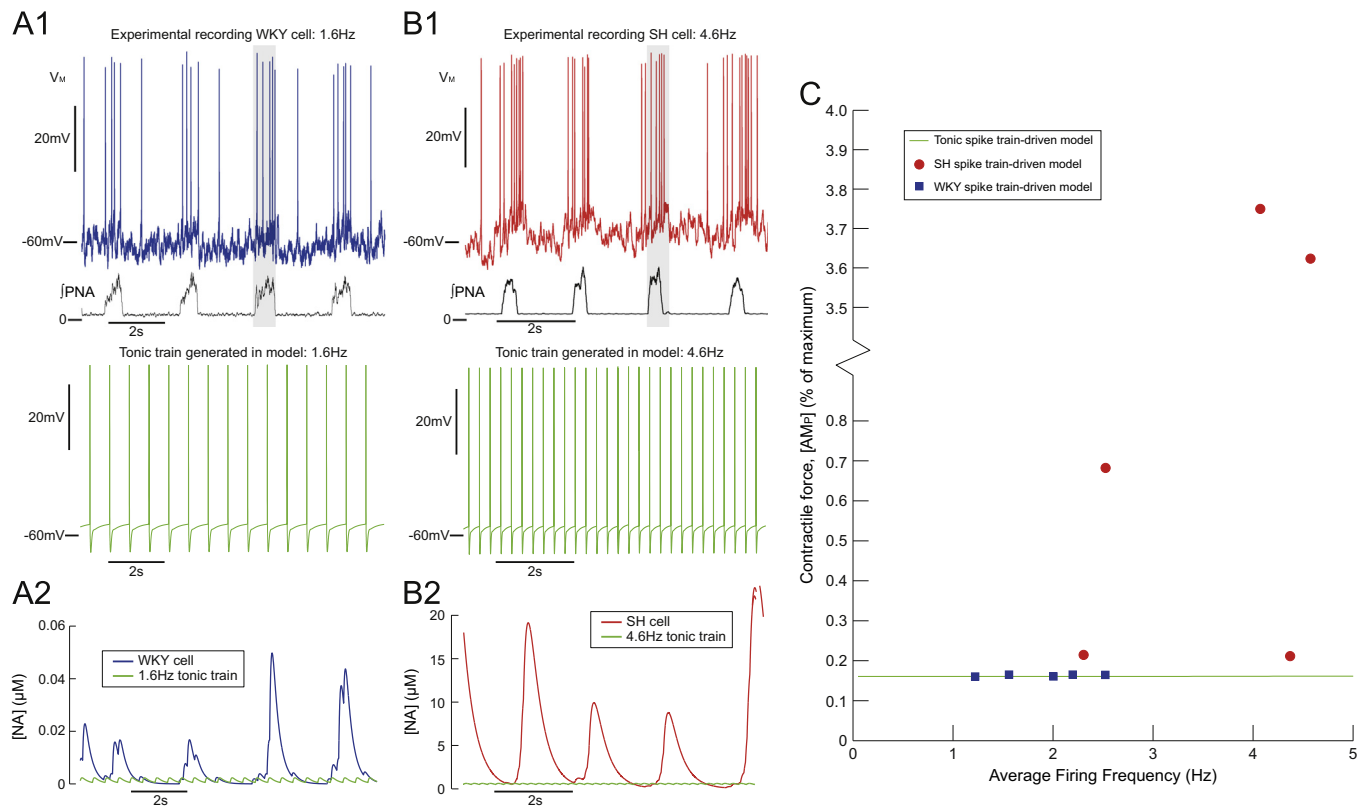 A1
Experimental recording WKY cell: 1.6Hz
VM
20mV
-60mV
∫PNA
0
2s
Tonic train generated in model: 1.6Hz
20mV
-60mV
2s
A2
0.06
0.04
0.02
0
[NA] (µM)
WKY cell
1.6Hz tonic train
2s
B1
Experimental recording SH cell: 4.6Hz
VM
20mV
-60mV
∫PNA
0
2s
Tonic train generated in model: 4.6Hz
20mV
-60mV
2s
B2
20
15
10
5
0
[NA] (µM)
SH cell
4.6Hz tonic train
2s
C
4.0
3.9
3.8
3.7
3.6
3.5
0.8
0.7
0.6
0.5
0.4
0.3
0.2
0.1
0
Contractile force, [AMP] (% of maximum)
Tonic spike train-driven model
SH spike train-driven model
WKY spike train-driven model
0 1 2 3 4 5
Average Firing Frequency (Hz)